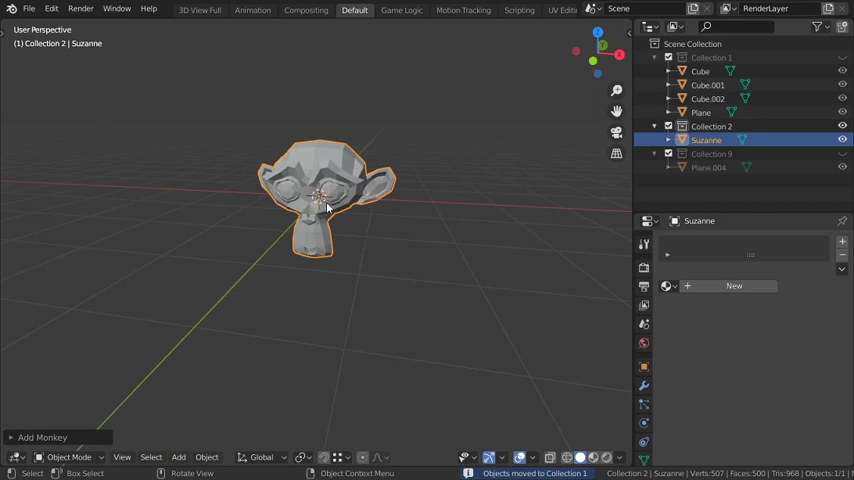 File Edit Render Window Help 3D View Full Animation Compositing Default Game Logic Motion Tracking Scripting UV Editi Scene RenderLayer
User Perspective
(1) Collection 2 | Suzanne
Z
Y
X
Scene Collection
Collection 1
Cube
Cube.001
Cube.002
Plane
Collection 2
Suzanne
Collection 9
Plane.004
Suzanne
New
Add Monkey
Object Mode View Select Add Object Global
Select Box Select Rotate View Object Context Menu Objects moved to Collection 1 Collection 2 | Suzanne | Verts:507 | Faces:500 | Tris:968 | Objects:1/1 | M